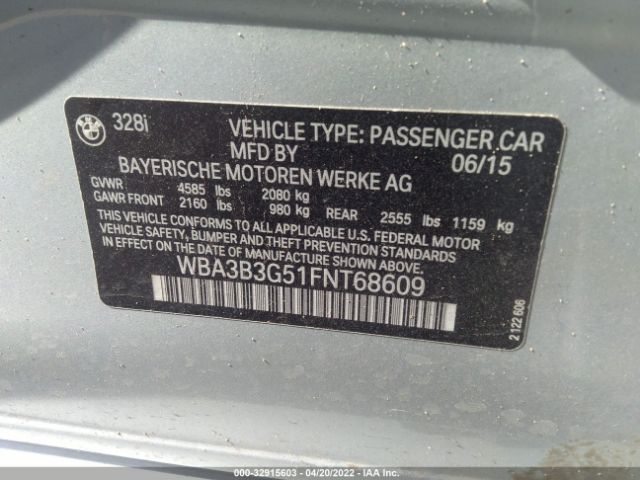 BMW
328i
VEHICLE TYPE: PASSENGER CAR
MFD BY 06/15
BAYERISCHE MOTOREN WERKE AG
GVWR 4585 lbs 2080 kg
GAWR FRONT 2160 lbs 980 kg REAR 2555 lbs 1159 kg
THIS VEHICLE CONFORMS TO ALL APPLICABLE U.S. FEDERAL MOTOR
VEHICLE SAFETY, BUMPER AND THEFT PREVENTION STANDARDS
IN EFFECT ON THE DATE OF MANUFACTURE SHOWN ABOVE.
WBA3B3G51FNT68609
2 122 606
000-32915603 - 04/20/2022 - IAA Inc.